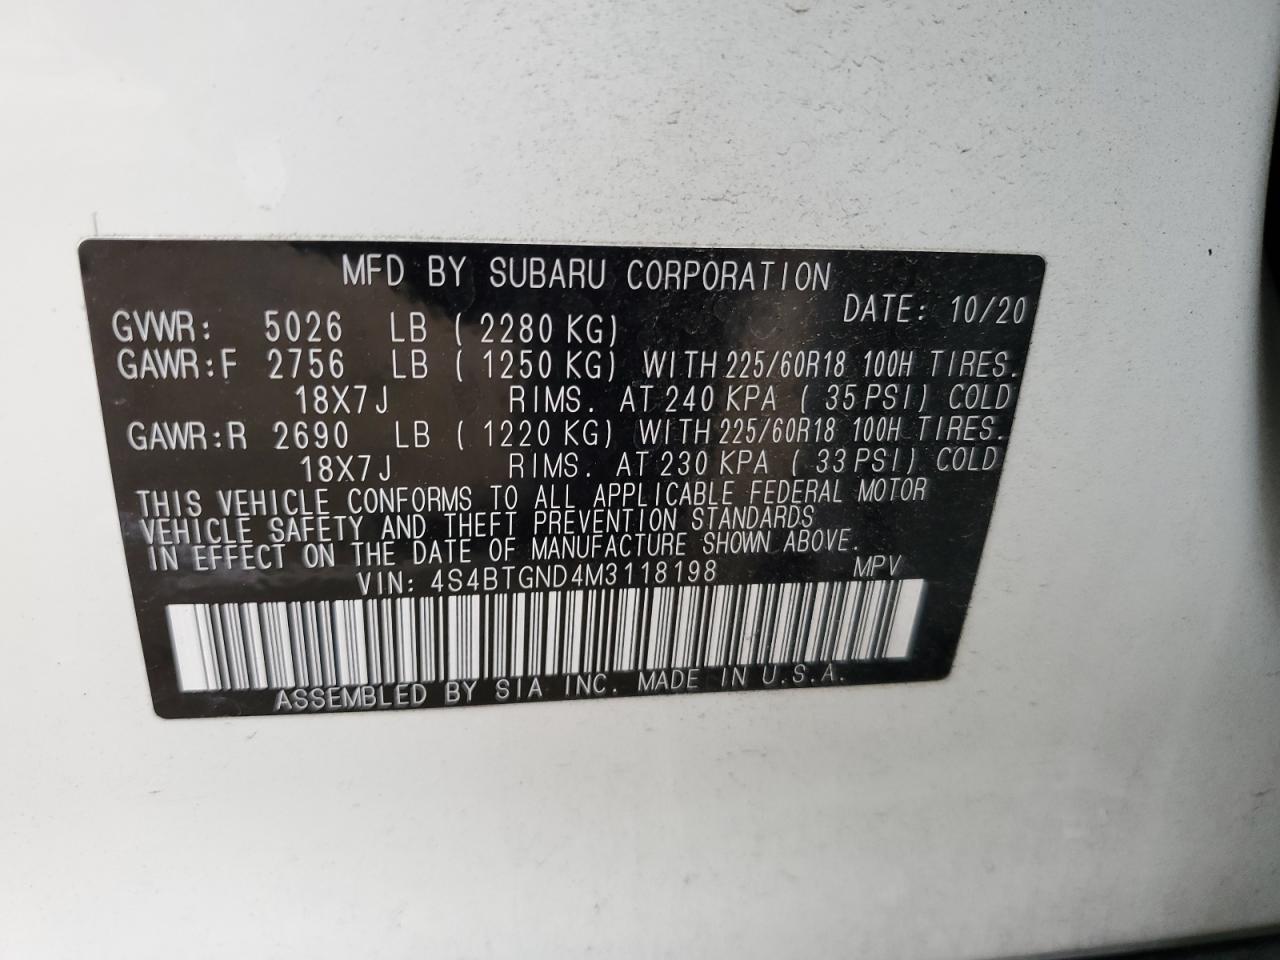 MFD BY SUBARU CORPORATION
DATE: 10/20
GVWR: 5026 LB ( 2280 KG)
GAWR:F 2756 LB ( 1250 KG) WITH 225/60R18 100H TIRES.
18X7J RIMS. AT 240 KPA ( 35 PSI) COLD
GAWR:R 2690 LB ( 1220 KG) WITH 225/60R18 100H TIRES.
18X7J RIMS. AT 230 KPA ( 33 PSI) COLD
THIS VEHICLE CONFORMS TO ALL APPLICABLE FEDERAL MOTOR
VEHICLE SAFETY AND THEFT PREVENTION STANDARDS
IN EFFECT ON THE DATE OF MANUFACTURE SHOWN ABOVE.
VIN: 4S4BTGND4M3118198 MPV
ASSEMBLED BY SIA INC. MADE IN U.S.A.